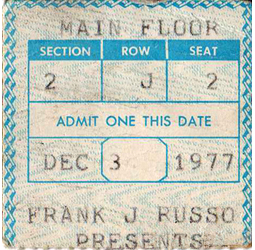 MAIN FLOOR
SECTION ROW SEAT
2 J 2
ADMIT ONE THIS DATE
DEC 3 1977
FRANK J RUSSO
PRESENTS